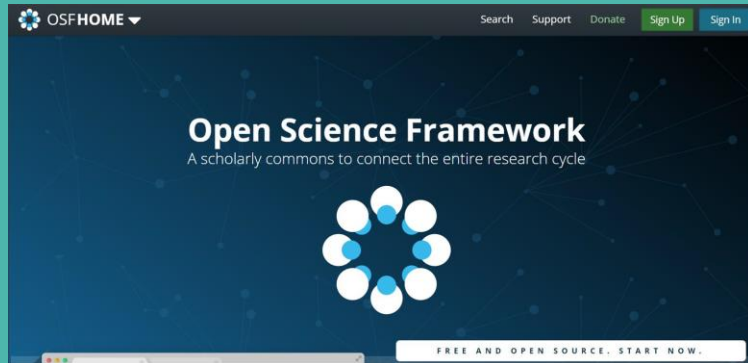 OSFHOME
Search Support Donate Sign Up Sign In
Open Science Framework
A scholarly commons to connect the entire research cycle
FREE AND OPEN SOURCE. START NOW.